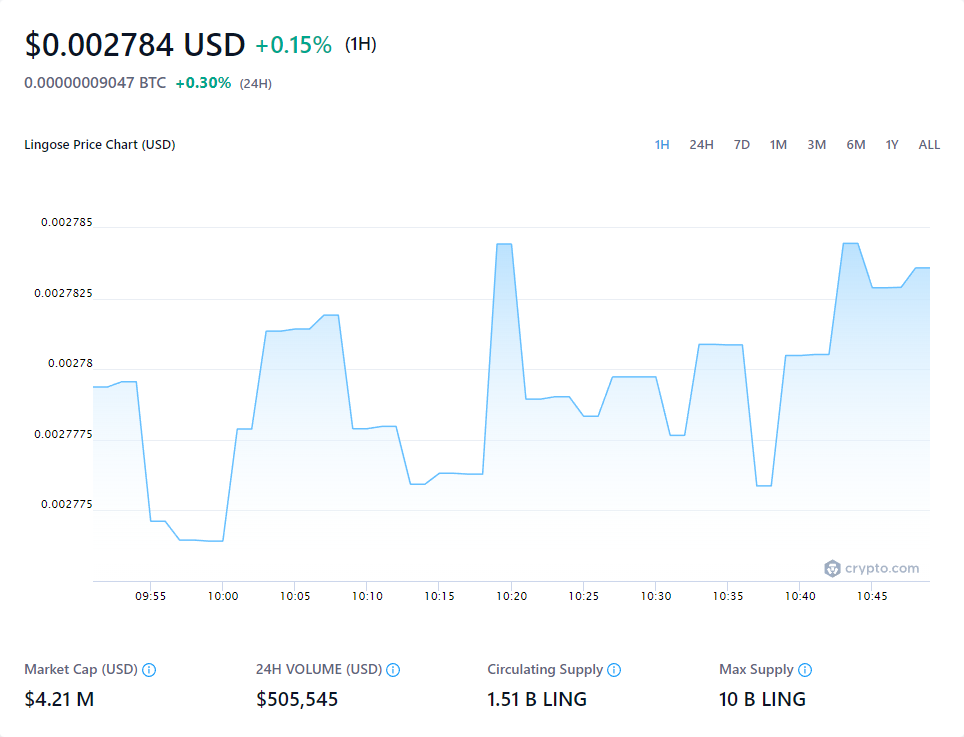 $0.002784 USD +0.15% (1H)
0.00000009047 BTC +0.30% (24H)
Lingose Price Chart (USD)
1H 24H 7D 1M 3M 6M 1Y ALL
0.002785
0.0027825
0.00278
0.0027775
0.002775
crypto.com
09:55 10:00 10:05 10:10 10:15 10:20 10:25 10:30 10:35 10:40 10:45
Market Cap (USD) 24H VOLUME (USD) Circulating Supply Max Supply
$4.21 M $505,545 1.51 B LING 10 B LING